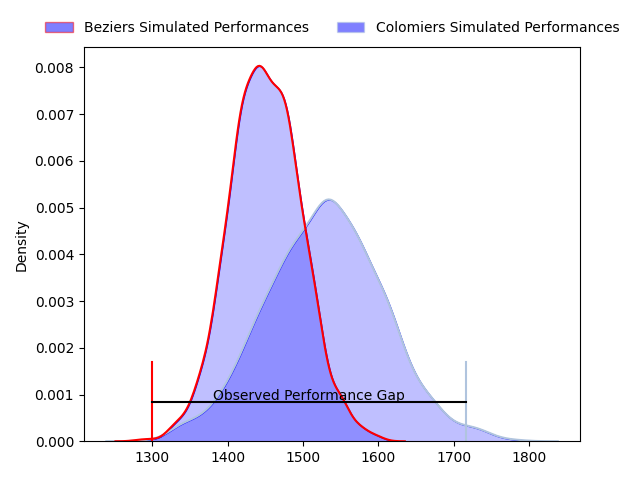 Beziers Simulated Performances Colomiers Simulated Performances
0.008
0.007
0.006
0.005
0.004
0.003
0.002
0.001
0.000
Density
Observed Performance Gap
1300 1400 1500 1600 1700 1800